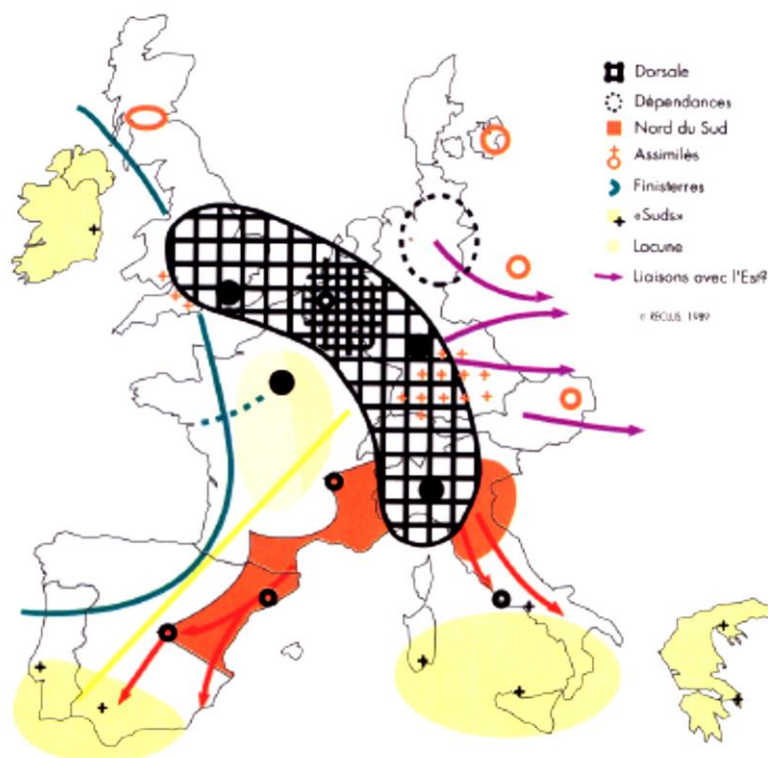 Dorsale
Dépendances
Nord du Sud
Assimilés
Finisterres
«Suds»
Lacune
Liaisons avec l'Est?
© RECLUS, 1989